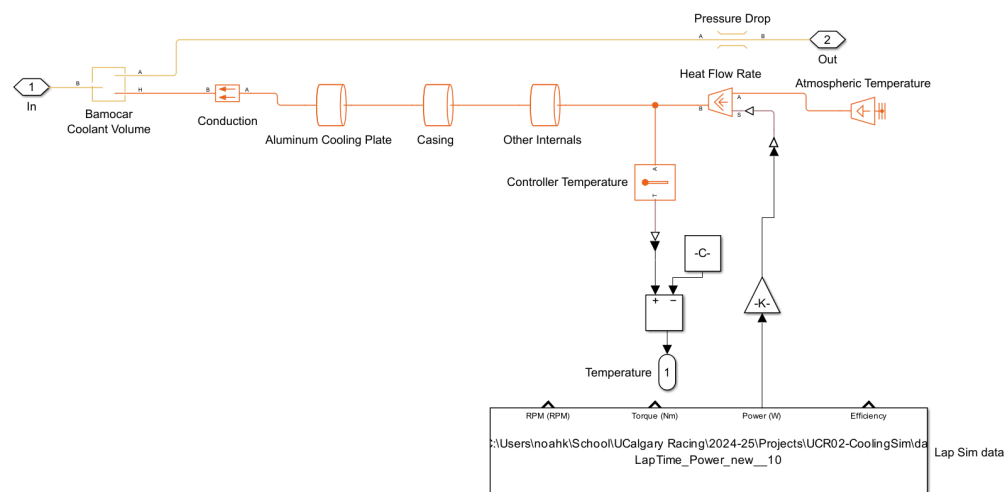 Pressure Drop
A
B
2
Out
Heat Flow Rate
Atmospheric Temperature
1
In
B
A
H
Bamocar
Coolant Volume
B
A
Conduction
Aluminum Cooling Plate
Casing
Other Internals
B
A
S
Controller Temperature
A
T
-C-
+
−
-K-
Temperature
1
RPM (RPM)
Torque (Nm)
Power (W)
Efficiency
C:\Users\noahk\School\UCalgary Racing\2024-25\Projects\UCR02-CoolingSim\da
LapTime_Power_new__10
Lap Sim data